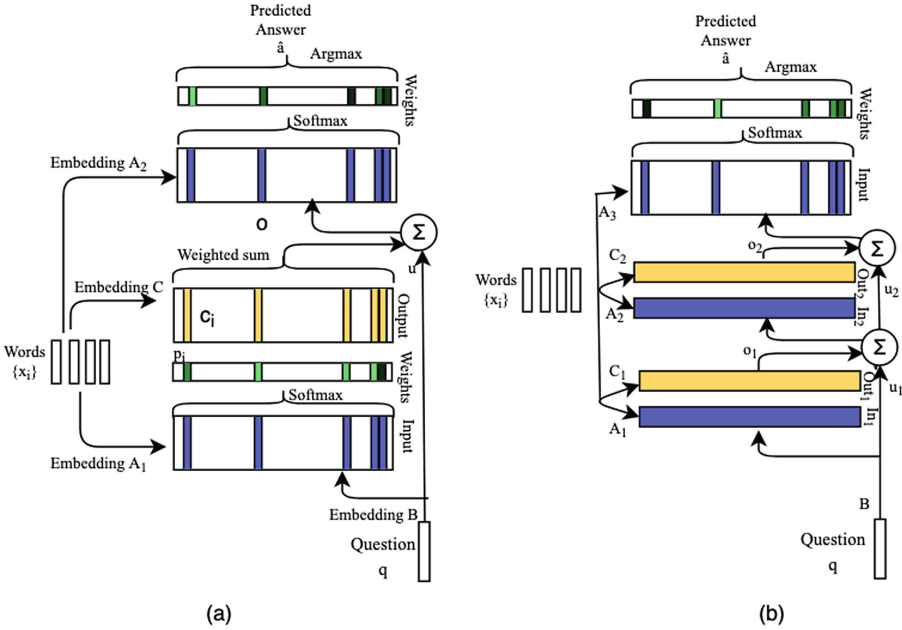 Predicted
Answer
â
Argmax
Weights
Softmax
Embedding A2
O
Σ
Weighted sum
u
Embedding C
Ci
Output
Words
{xi}
pi
Weights
Softmax
Input
Embedding A1
Embedding B
Question
q
(a)
Predicted
Answer
â
Argmax
Weights
Softmax
Input
A3
o2
Σ
C2
Words
{xi}
Out2
u2
A2
In2
o1
Σ
C1
Out1
u1
A1
In1
B
Question
q
(b)